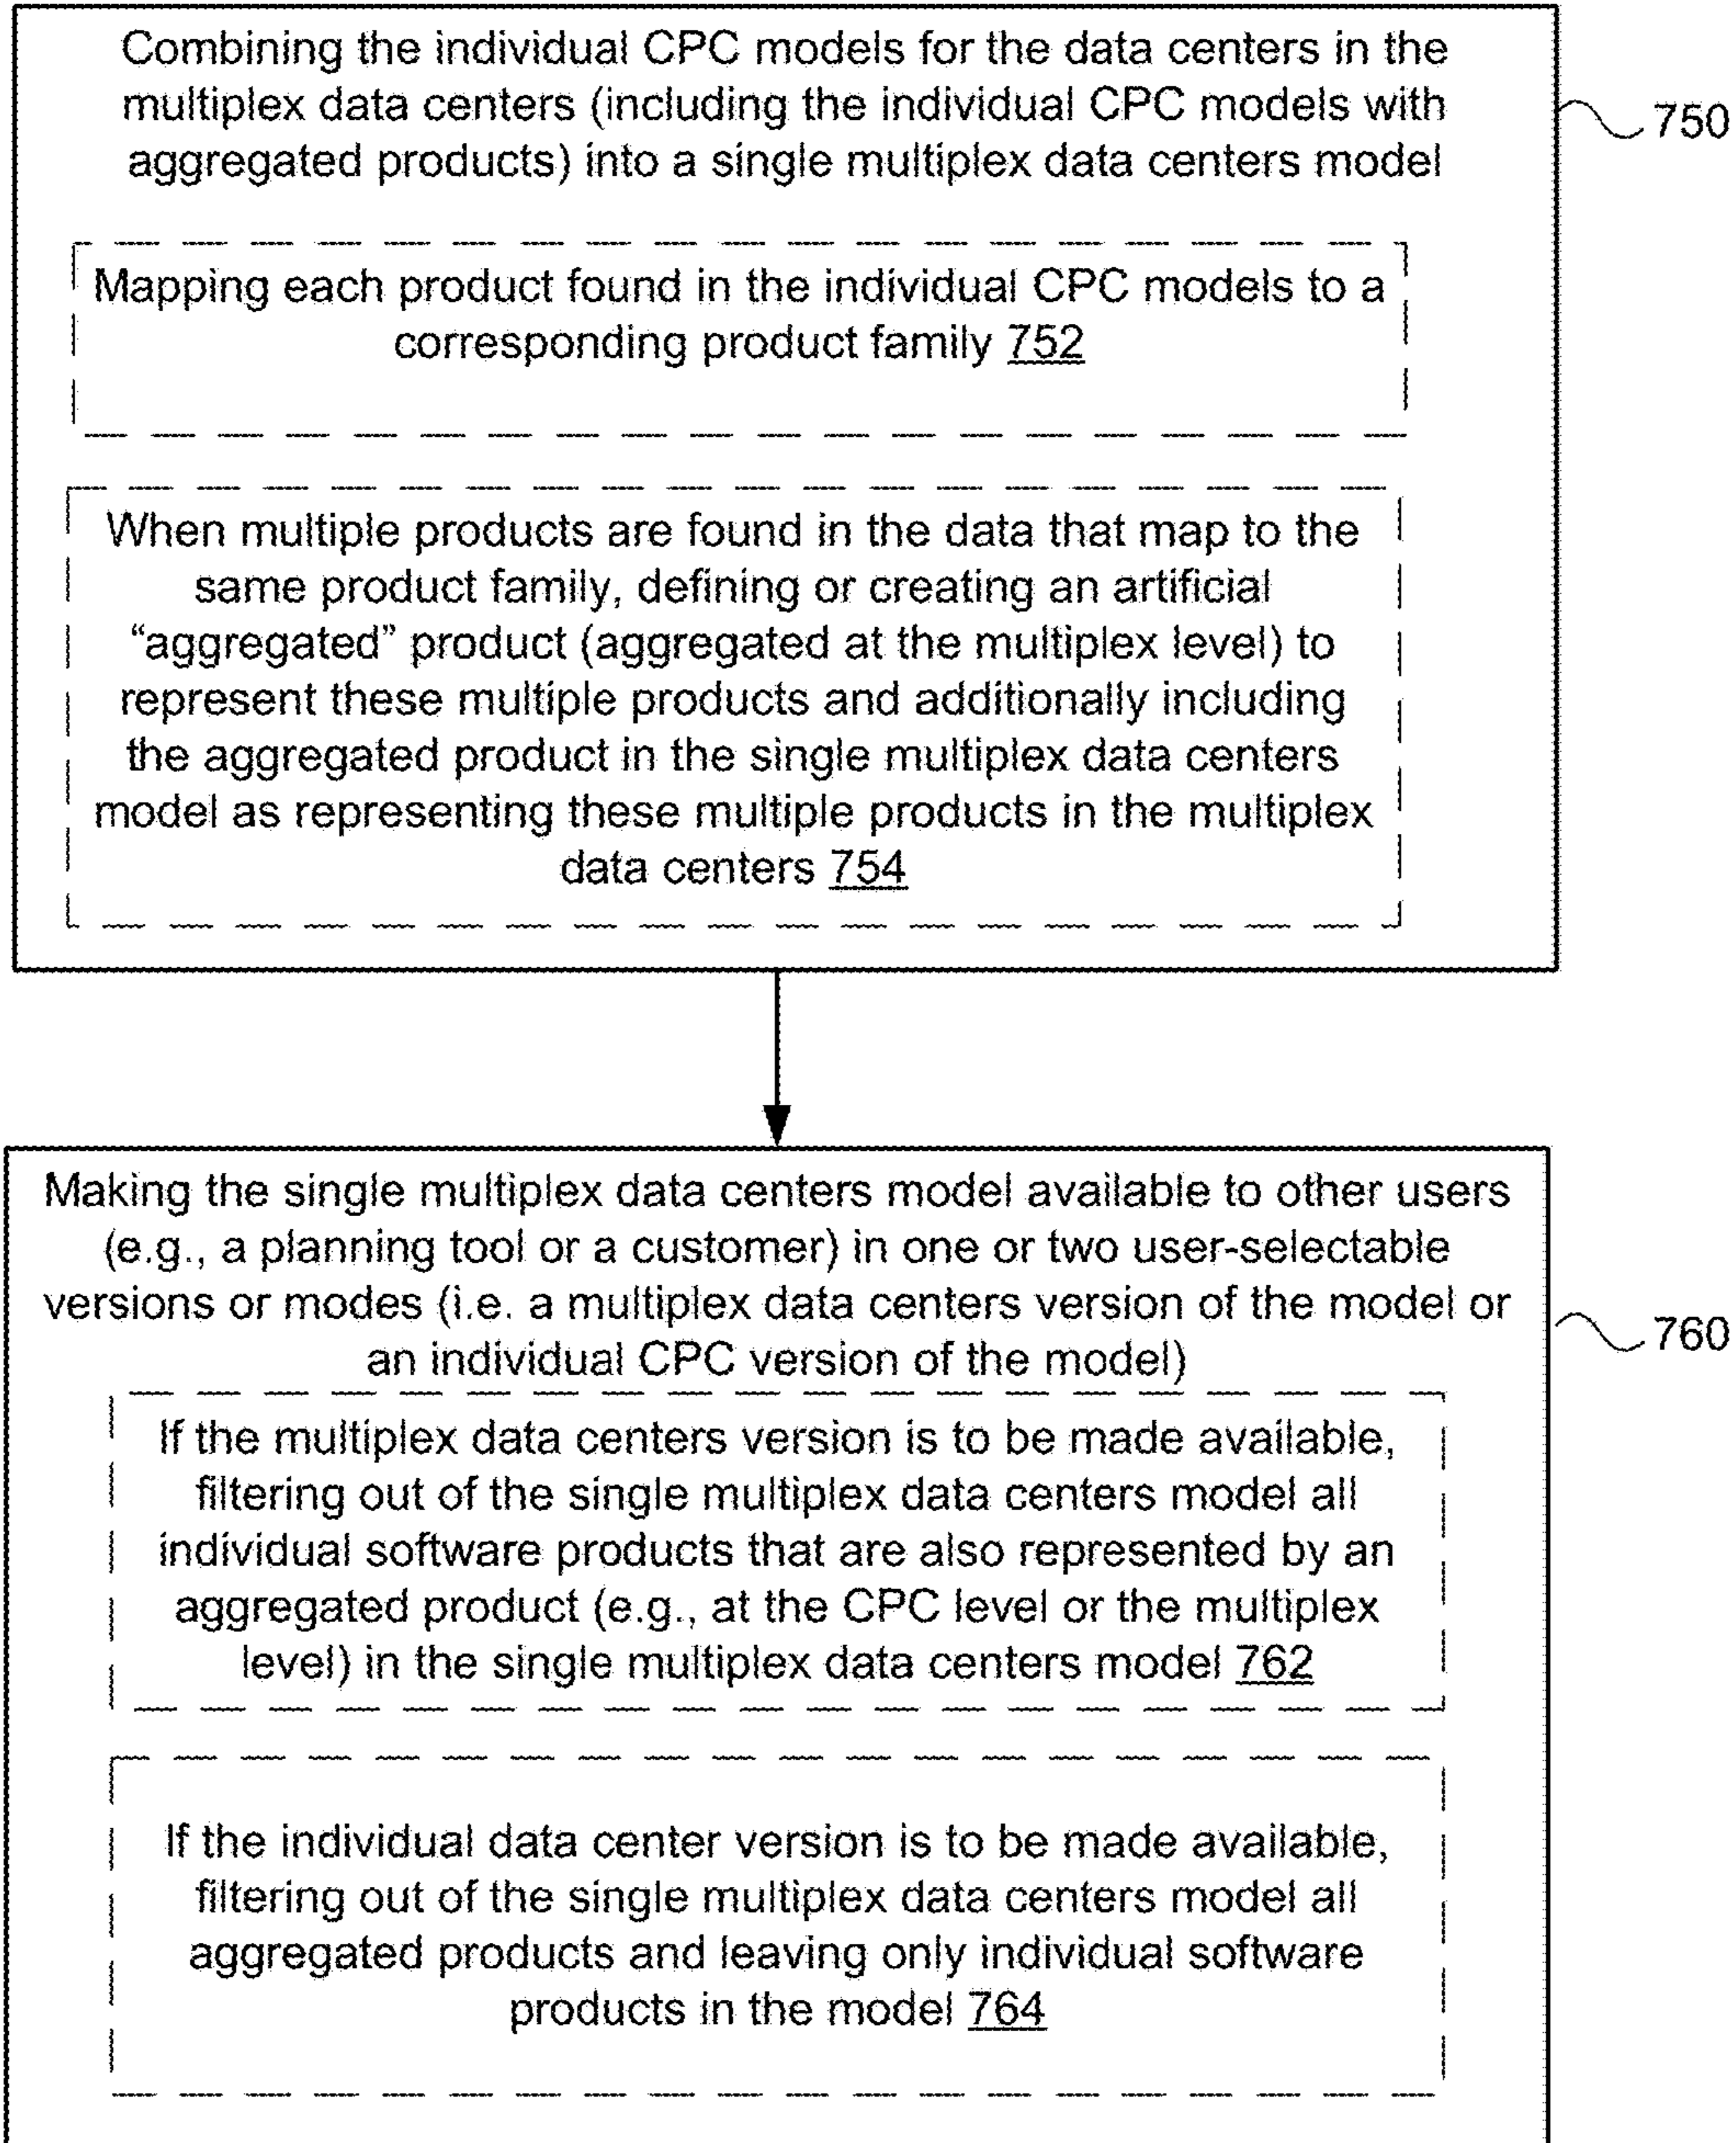 Combining the individual CPC models for the data centers in the
multiplex data centers (including the individual CPC models with
aggregated products) into a single multiplex data centers model
750
Mapping each product found in the individual CPC models to a
corresponding product family 752
When multiple products are found in the data that map to the
same product family, defining or creating an artificial
“aggregated” product (aggregated at the multiplex level) to
represent these multiple products and additionally including
the aggregated product in the single multiplex data centers
model as representing these multiple products in the multiplex
data centers 754
Making the single multiplex data centers model available to other users
(e.g., a planning tool or a customer) in one or two user-selectable
versions or modes (i.e. a multiplex data centers version of the model or
an individual CPC version of the model)
760
If the multiplex data centers version is to be made available,
filtering out of the single multiplex data centers model all
individual software products that are also represented by an
aggregated product (e.g., at the CPC level or the multiplex
level) in the single multiplex data centers model 762
If the individual data center version is to be made available,
filtering out of the single multiplex data centers model all
aggregated products and leaving only individual software
products in the model 764